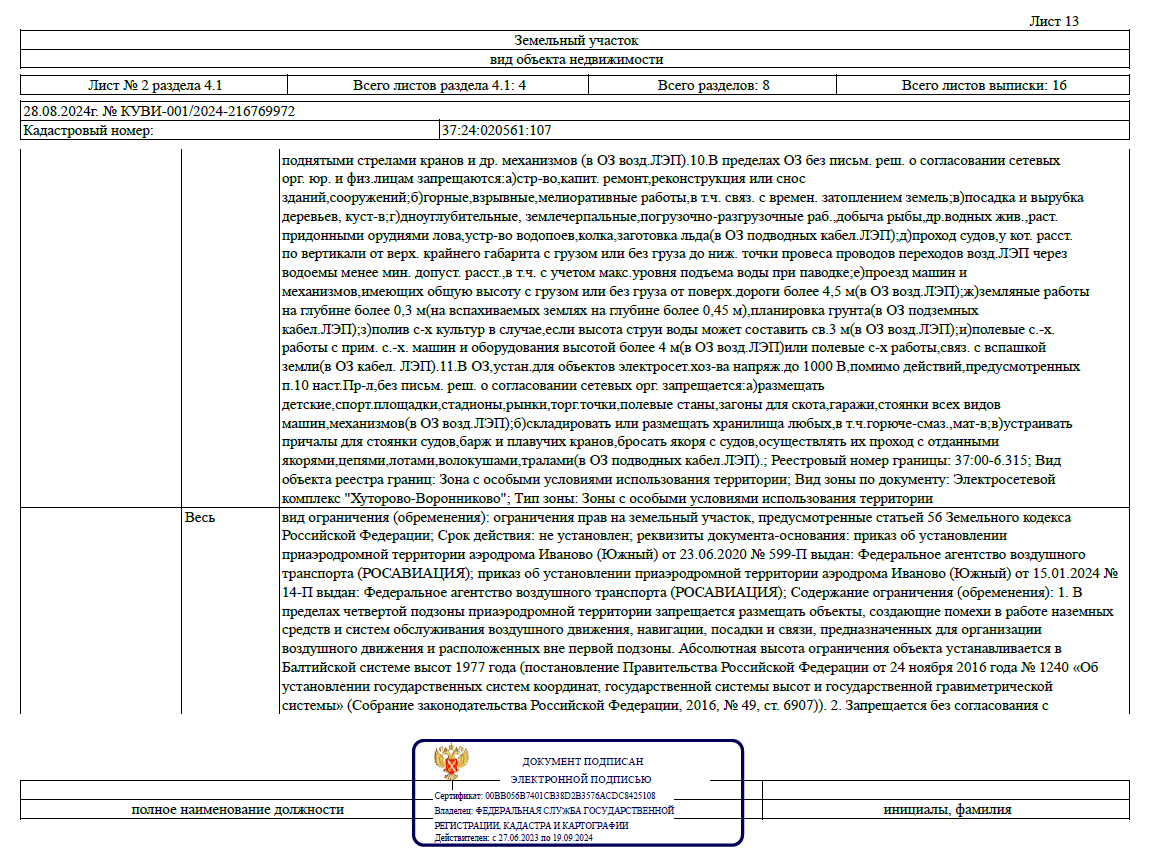 Лист 13
Земельный участок
вид объекта недвижимости
Лист № 2 раздела 4.1 Всего листов раздела 4.1: 4 Всего разделов: 8 Всего листов выписки: 16
28.08.2024г. № КУВИ-001/2024-216769972
Кадастровый номер: 37:24:020561:107
поднятыми стрелами кранов и др. механизмов (в ОЗ возд.ЛЭП).10.В пределах ОЗ без письм. реш. о согласовании сетевых
орг. юр. и физ.лицам запрещаются:а)стр-во,капит. ремонт,реконструкция или снос
зданий,сооружений;б)горные,взрывные,мелиоративные работы,в т.ч. связ. с времен. затоплением земель;в)посадка и вырубка
деревьев, куст-в;г)дноуглубительные, землечерпальные,погрузочно-разгрузочные раб.,добыча рыбы,др.водных жив.,раст.
придонными орудиями лова,устр-во водопоев,колка,заготовка льда(в ОЗ подводных кабел.ЛЭП);д)проход судов,у кот. расст.
по вертикали от верх. крайнего габарита с грузом или без груза до ниж. точки провеса проводов переходов возд.ЛЭП через
водоемы менее мин. допуст. расст.,в т.ч. с учетом макс.уровня подъема воды при паводке;е)проезд машин и
механизмов,имеющих общую высоту с грузом или без груза от поверх.дороги более 4,5 м(в ОЗ возд.ЛЭП);ж)земляные работы
на глубине более 0,3 м(на вспахиваемых землях на глубине более 0,45 м),планировка грунта(в ОЗ подземных
кабел.ЛЭП);з)полив с-х культур в случае,если высота струи воды может составить св.3 м(в ОЗ возд.ЛЭП);и)полевые с.-х.
работы с прим. с.-х. машин и оборудования высотой более 4 м(в ОЗ возд.ЛЭП)или полевые с-х работы,связ. с вспашкой
земли(в ОЗ кабел. ЛЭП).11.В ОЗ,устан.для объектов электросет.хоз-ва напряж.до 1000 В,помимо действий,предусмотренных
п.10 наст.Пр-л,без письм. реш. о согласовании сетевых орг. запрещается:а)размещать
детские,спорт.площадки,стадионы,рынки,торг.точки,полевые станы,загоны для скота,гаражи,стоянки всех видов
машин,механизмов(в ОЗ возд.ЛЭП);б)складировать или размещать хранилища любых,в т.ч.горюче-смаз.,мат-в;в)устраивать
причалы для стоянки судов,барж и плавучих кранов,бросать якоря с судов,осуществлять их проход с отданными
якорями,цепями,лотами,волокушами,тралами(в ОЗ подводных кабел.ЛЭП).; Реестровый номер границы: 37:00-6.315; Вид
объекта реестра границ: Зона с особыми условиями использования территории; Вид зоны по документу: Электросетевой
комплекс "Хуторово-Воронниково"; Тип зоны: Зоны с особыми условиями использования территории
Весь вид ограничения (обременения): ограничения прав на земельный участок, предусмотренные статьей 56 Земельного кодекса
Российской Федерации; Срок действия: не установлен; реквизиты документа-основания: приказ об установлении
приаэродромной территории аэродрома Иваново (Южный) от 23.06.2020 № 599-П выдан: Федеральное агентство воздушного
транспорта (РОСАВИАЦИЯ); приказ об установлении приаэродромной территории аэродрома Иваново (Южный) от 15.01.2024 №
14-П выдан: Федеральное агентство воздушного транспорта (РОСАВИАЦИЯ); Содержание ограничения (обременения): 1. В
пределах четвертой подзоны приаэродромной территории запрещается размещать объекты, создающие помехи в работе наземных
средств и систем обслуживания воздушного движения, навигации, посадки и связи, предназначенных для организации
воздушного движения и расположенных вне первой подзоны. Абсолютная высота ограничения объекта устанавливается в
Балтийской системе высот 1977 года (постановление Правительства Российской Федерации от 24 ноября 2016 года № 1240 «Об
установлении государственных систем координат, государственной системы высот и государственной гравиметрической
системы» (Собрание законодательства Российской Федерации, 2016, № 49, ст. 6907)). 2. Запрещается без согласования с
ДОКУМЕНТ ПОДПИСАН
ЭЛЕКТРОННОЙ ПОДПИСЬЮ
Сертификат: 00BB056B7401CB38D2B3576ACDC8425108
Владелец: ФЕДЕРАЛЬНАЯ СЛУЖБА ГОСУДАРСТВЕННОЙ
РЕГИСТРАЦИИ, КАДАСТРА И КАРТОГРАФИИ
Действителен: с 27.06.2023 по 19.09.2024
полное наименование должности инициалы, фамилия